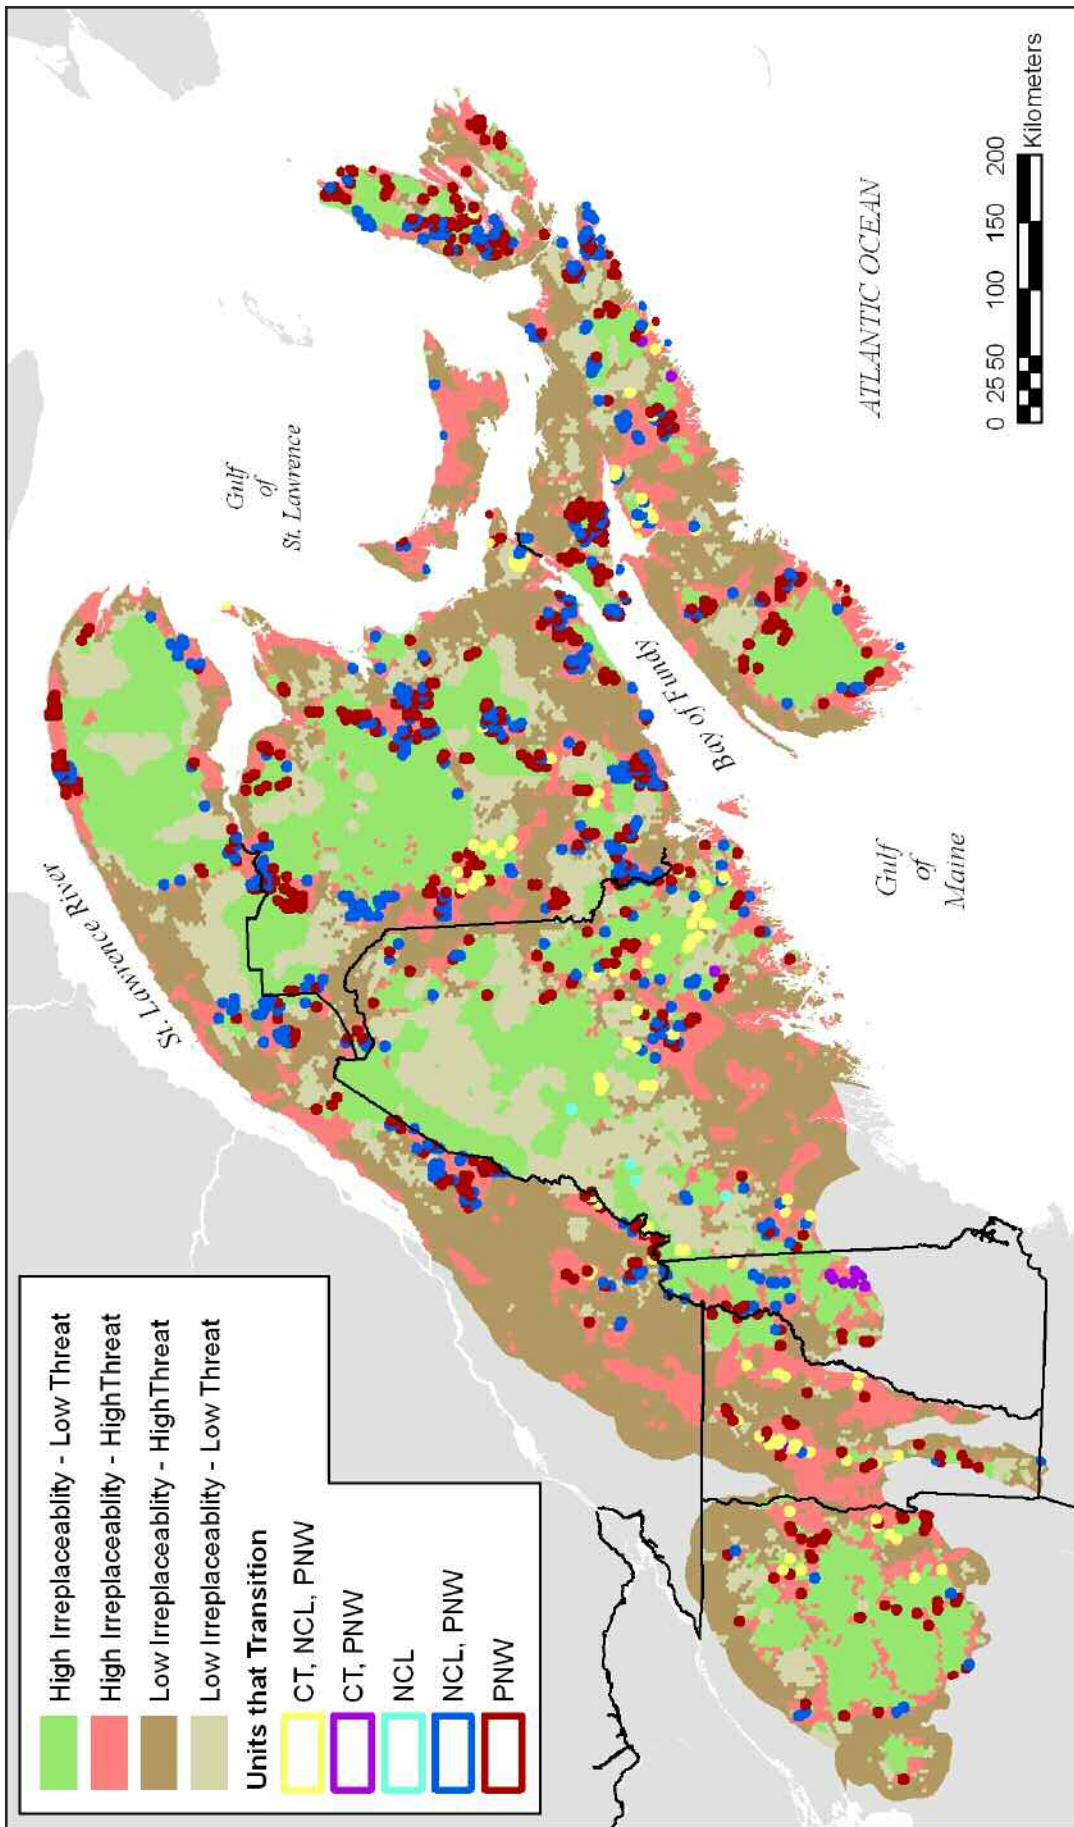 High Irreplaceablity - Low Threat
High Irreplaceablity - HighThreat
Low Irreplaceablity - HighThreat
Low Irreplaceablity - Low Threat
Units that Transition
CT, NCL, PNW
CT, PNW
NCL
NCL, PNW
PNW
St. Lawrence River
Gulf
of
St. Lawrence
Bay of Fundy
Gulf
of
Maine
ATLANTIC OCEAN
0 25 50 100 150 200
Kilometers